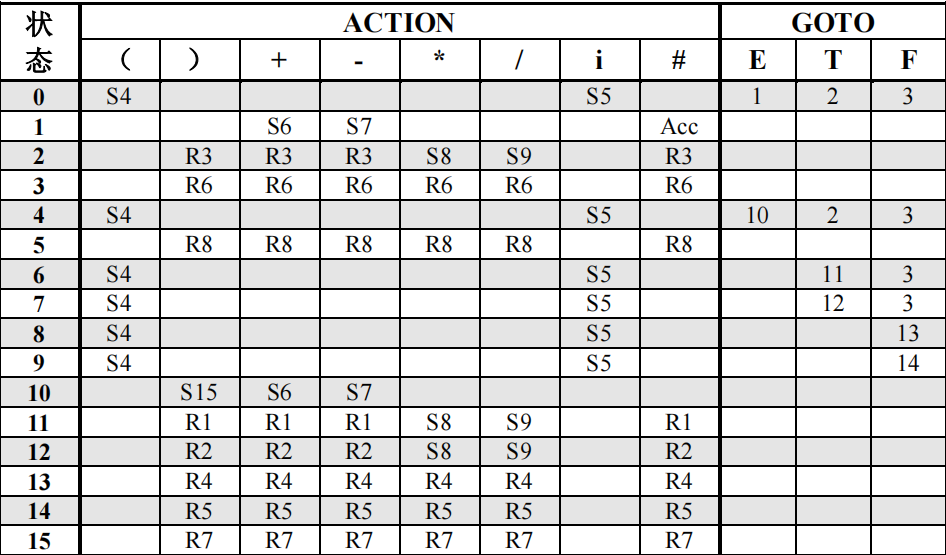 状态 ACTION GOTO
（ ） + - * / i # E T F
0 S4 S5 1 2 3
1 S6 S7 Acc
2 R3 R3 R3 S8 S9 R3
3 R6 R6 R6 R6 R6 R6
4 S4 S5 10 2 3
5 R8 R8 R8 R8 R8 R8
6 S4 S5 11 3
7 S4 S5 12 3
8 S4 S5 13
9 S4 S5 14
10 S15 S6 S7
11 R1 R1 R1 S8 S9 R1
12 R2 R2 R2 S8 S9 R2
13 R4 R4 R4 R4 R4 R4
14 R5 R5 R5 R5 R5 R5
15 R7 R7 R7 R7 R7 R7